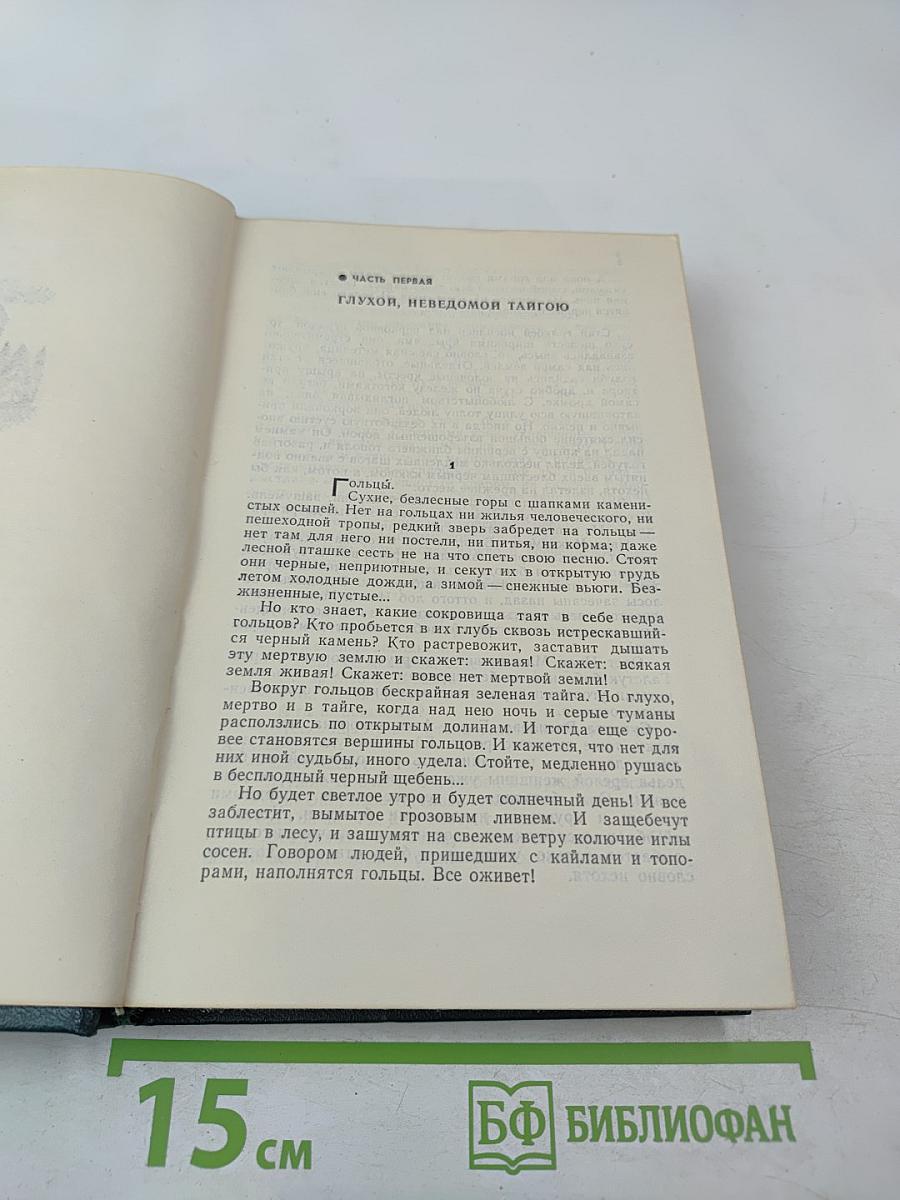 ЧАСТЬ ПЕРВАЯ
ГЛУХОЙ, НЕВЕДОМОЙ ТАЙГОЮ
1
Гольцы́.
Сухие, безлесные горы с шапками камени-
стых осыпей. Нет на гольцах ни жилья человеческого, ни
пешеходной тропы, редкий зверь забредет на гольцы —
нет там для него ни постели, ни питья, ни корма; даже
лесной пташке сесть не на что спеть свою песню. Стоят
они черные, неприютные, и секут их в открытую грудь
летом холодные дожди, а зимой — снежные вьюги. Без-
жизненные, пустые...
Но кто знает, какие сокровища таят в себе недра
гольцов? Кто пробьется в их глубь сквозь истрескавший-
ся черный камень? Кто растревожит, заставит дышать
эту мертвую землю и скажет: живая! Скажет: всякая
земля живая! Скажет: вовсе нет мертвой земли!
Вокруг гольцов бескрайная зеленая тайга. Но глухо,
мертво и в тайге, когда над нею ночь и серые туманы
расползлись по открытым долинам. И тогда еще суро-
вее становятся вершины гольцов. И кажется, что нет для
них иной судьбы, иного удела. Стойте, медленно рушась
в бесплодный черный щебень...
Но будет светлое утро и будет солнечный день! И все
заблестит, вымытое грозовым ливнем. И защебечут
птицы в лесу, и зашумят на свежем ветру колючие иглы
сосен. Говором людей, пришедших с кайлами и топо-
рами, наполнятся гольцы. Все оживет!
15 см
БФ БИБЛИОФАН